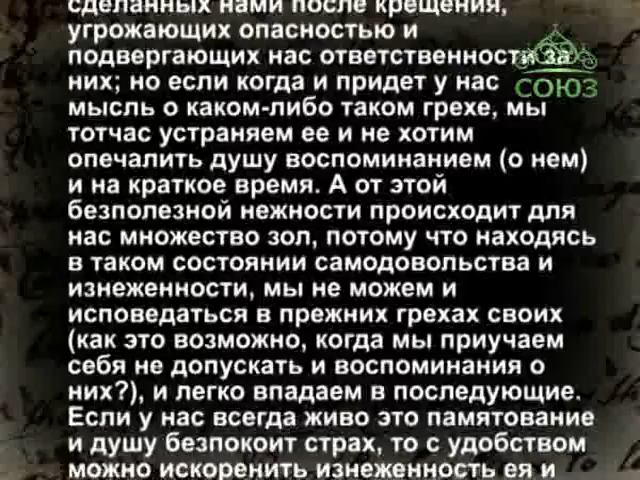 сделанных нами после крещения,
угрожающих опасностью и
подвергающих нас ответственности за
них; но если когда и придет у нас
СОЮЗ
мысль о каком-либо таком грехе, мы
тотчас устраняем ее и не хотим
опечалить душу воспоминанием (о нем)
и на краткое время. А от этой
безполезной нежности происходит для
нас множество зол, потому что находясь
в таком состоянии самодовольства и
изнеженности, мы не можем и
исповедаться в прежних грехах своих
(как это возможно, когда мы приучаем
себя не допускать и воспоминания о
них?), и легко впадаем в последующие.
Если у нас всегда живо это памятование
и душу безпокоит страх, то с удобством
можно искоренить изнеженность ея и